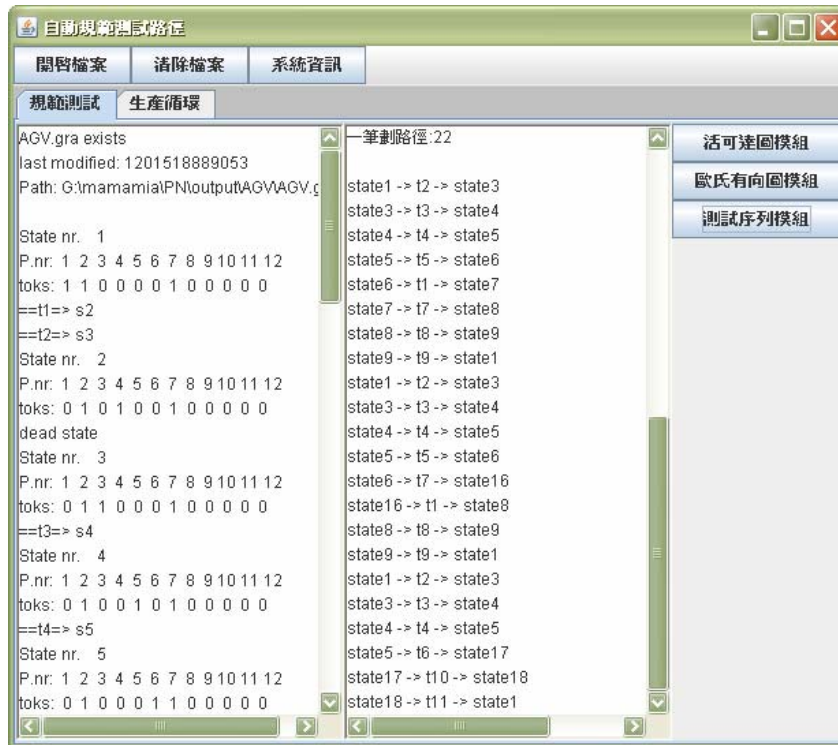 自動規範測試路徑
開啓檔案 清除檔案 系統資訊
規範測試 生產循環
AGV.gra exists
last modified: 1201518889053
Path: G:\mamamia\PN\output\AGV\AGV.g
State nr. 1
P.nr: 1 2 3 4 5 6 7 8 9 10 11 12
toks: 1 1 0 0 0 0 1 0 0 0 0 0
==t1=> s2
==t2=> s3
State nr. 2
P.nr: 1 2 3 4 5 6 7 8 9 10 11 12
toks: 0 1 0 1 0 0 1 0 0 0 0 0
dead state
State nr. 3
P.nr: 1 2 3 4 5 6 7 8 9 10 11 12
toks: 0 1 1 0 0 0 1 0 0 0 0 0
==t3=> s4
State nr. 4
P.nr: 1 2 3 4 5 6 7 8 9 10 11 12
toks: 0 1 0 0 1 0 1 0 0 0 0 0
==t4=> s5
State nr. 5
P.nr: 1 2 3 4 5 6 7 8 9 10 11 12
toks: 0 1 0 0 0 1 1 0 0 0 0 0
一筆劃路徑:22
state1 -> t2 -> state3
state3 -> t3 -> state4
state4 -> t4 -> state5
state5 -> t5 -> state6
state6 -> t1 -> state7
state7 -> t7 -> state8
state8 -> t8 -> state9
state9 -> t9 -> state1
state1 -> t2 -> state3
state3 -> t3 -> state4
state4 -> t4 -> state5
state5 -> t5 -> state6
state6 -> t7 -> state16
state16 -> t1 -> state8
state8 -> t8 -> state9
state9 -> t9 -> state1
state1 -> t2 -> state3
state3 -> t3 -> state4
state4 -> t4 -> state5
state5 -> t6 -> state17
state17 -> t10 -> state18
state18 -> t11 -> state1
活可達圖模組
歐氏有向圖模組
測試序列模組